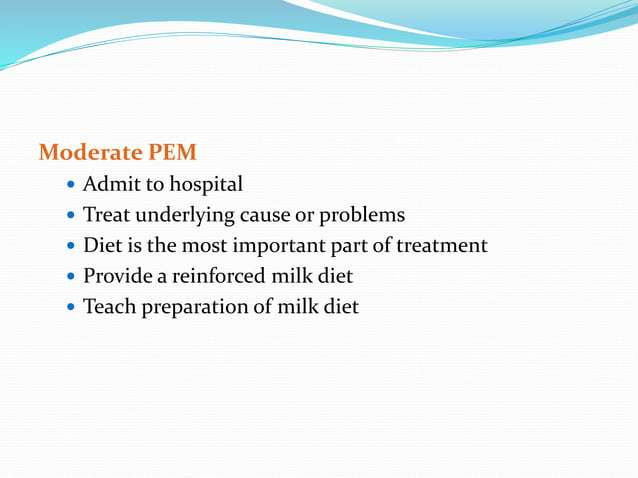 Moderate PEM
• Admit to hospital
• Treat underlying cause or problems
• Diet is the most important part of treatment
• Provide a reinforced milk diet
• Teach preparation of milk diet